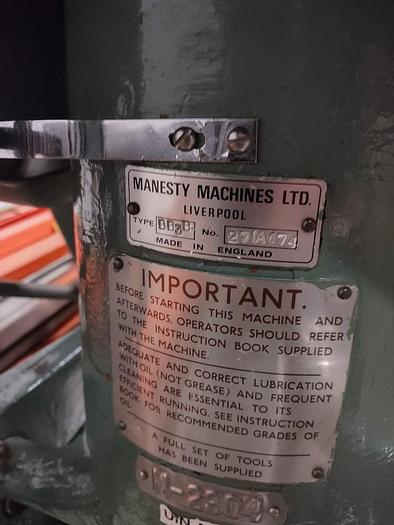 MANESTY MACHINES LTD.
LIVERPOOL
TYPE BB3B No.
MADE IN ENGLAND
IMPORTANT.
BEFORE STARTING THIS MACHINE AND
AFTERWARDS, OPERATORS SHOULD REFER
TO THE INSTRUCTION BOOK SUPPLIED
WITH THE MACHINE.
ADEQUATE AND CORRECT LUBRICATION
WITH OIL (NOT GREASE) AND FREQUENT
CLEANING ARE ESSENTIAL TO ITS
EFFICIENT RUNNING. SEE INSTRUCTION
BOOK FOR RECOMMENDED GRADES OF
OIL
A FULL SET OF TOOLS
HAS BEEN SUPPLIED